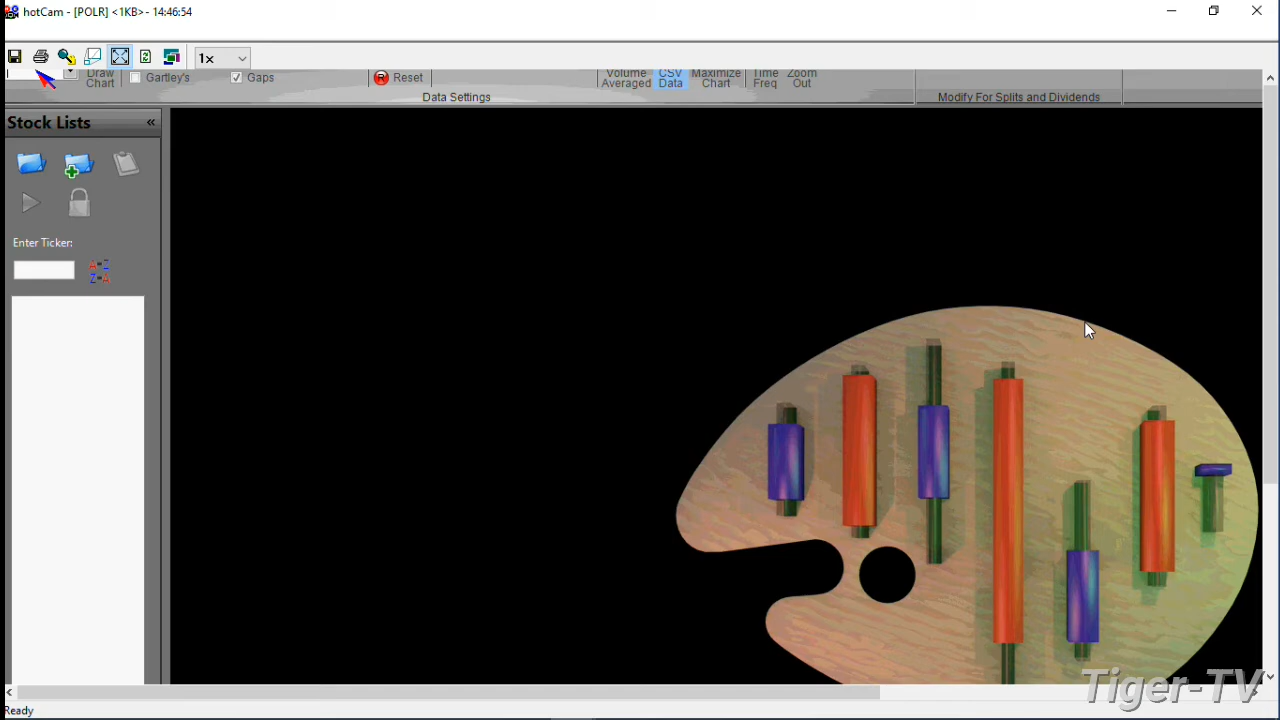 hotCam - [POLR] <1KB>- 14:46:54
1x
Draw
Chart
Gartley's
Gaps
Reset
Volume
Averaged
CSV
Data
Maximize
Chart
Time
Freq
Zoom
Out
Data Settings
Modify For Splits and Dividends
Stock Lists
Enter Ticker:
A=Z
Z=A
Tiger-TV
Ready